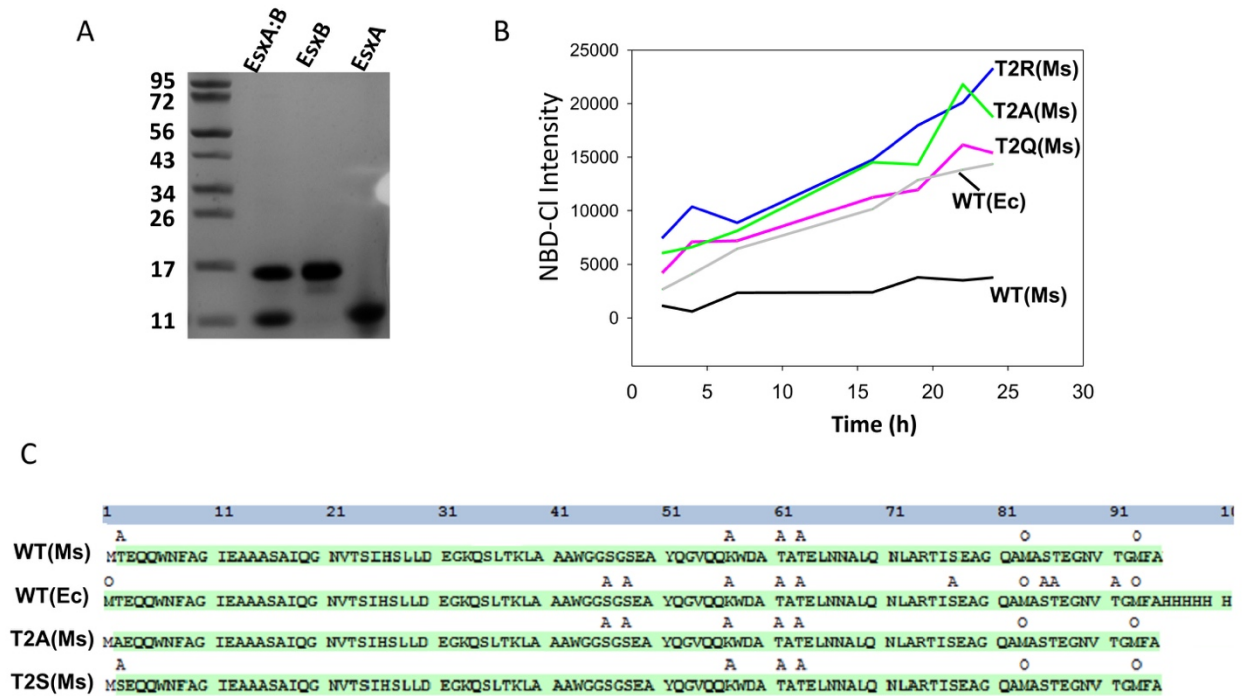 A
EsxA:B EsxB EsxA
95
72
56
43
34
26
17
11
B
NBD-Cl Intensity
25000
20000
15000
10000
5000
0
T2R(Ms)
T2A(Ms)
T2Q(Ms)
WT(Ec)
WT(Ms)
0 5 10 15 20 25 30
Time (h)
C
1 11 21 31 41 51 61 71 81 91
A A A A O O
WT(Ms) MTEQQWNFAG IEAAASAIQG NVTSIHSLLD EGKQSLTKLA AAWGGSGSEA YQGVQQKWDA TATELNNALQ NLARTISEAG QAMASTEGNV TGMFA
O A A A A A A O A A A O
WT(Ec) MTEQQWNFAG IEAAASAIQG NVTSIHSLLD EGKQSLTKLA AAWGGSGSEA YQGVQQKWDA TATELNNALQ NLARTISEAG QAMASTEGNV TGMFAHHHHH H
A A A A A O O
T2A(Ms) MAEQQWNFAG IEAAASAIQG NVTSIHSLLD EGKQSLTKLA AAWGGSGSEA YQGVQQKWDA TATELNNALQ NLARTISEAG QAMASTEGNV TGMFA
A A A A O O
T2S(Ms) MSEQQWNFAG IEAAASAIQG NVTSIHSLLD EGKQSLTKLA AAWGGSGSEA YQGVQQKWDA TATELNNALQ NLARTISEAG QAMASTEGNV TGMFA